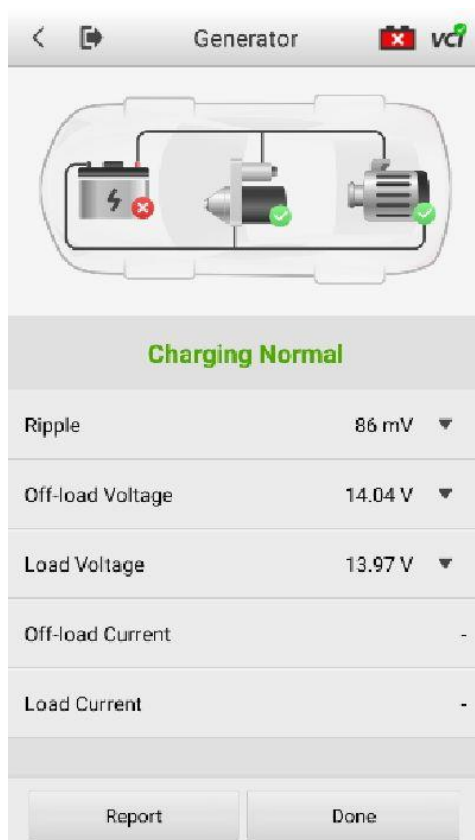 Generator
VCI
Charging Normal
Ripple 86 mV
Off-load Voltage 14.04 V
Load Voltage 13.97 V
Off-load Current -
Load Current -
Report Done